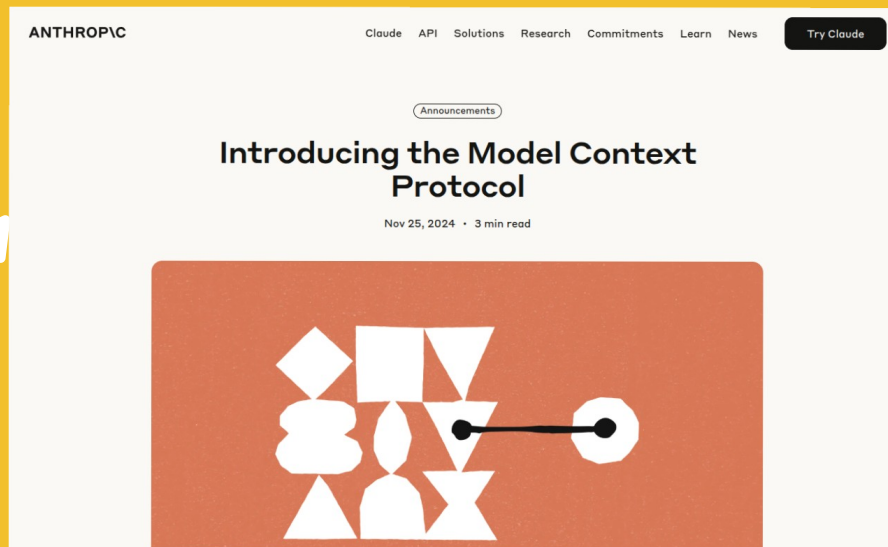 ANTHROP\C
Claude API Solutions Research Commitments Learn News Try Claude
Announcements
Introducing the Model Context
Protocol
Nov 25, 2024 • 3 min read